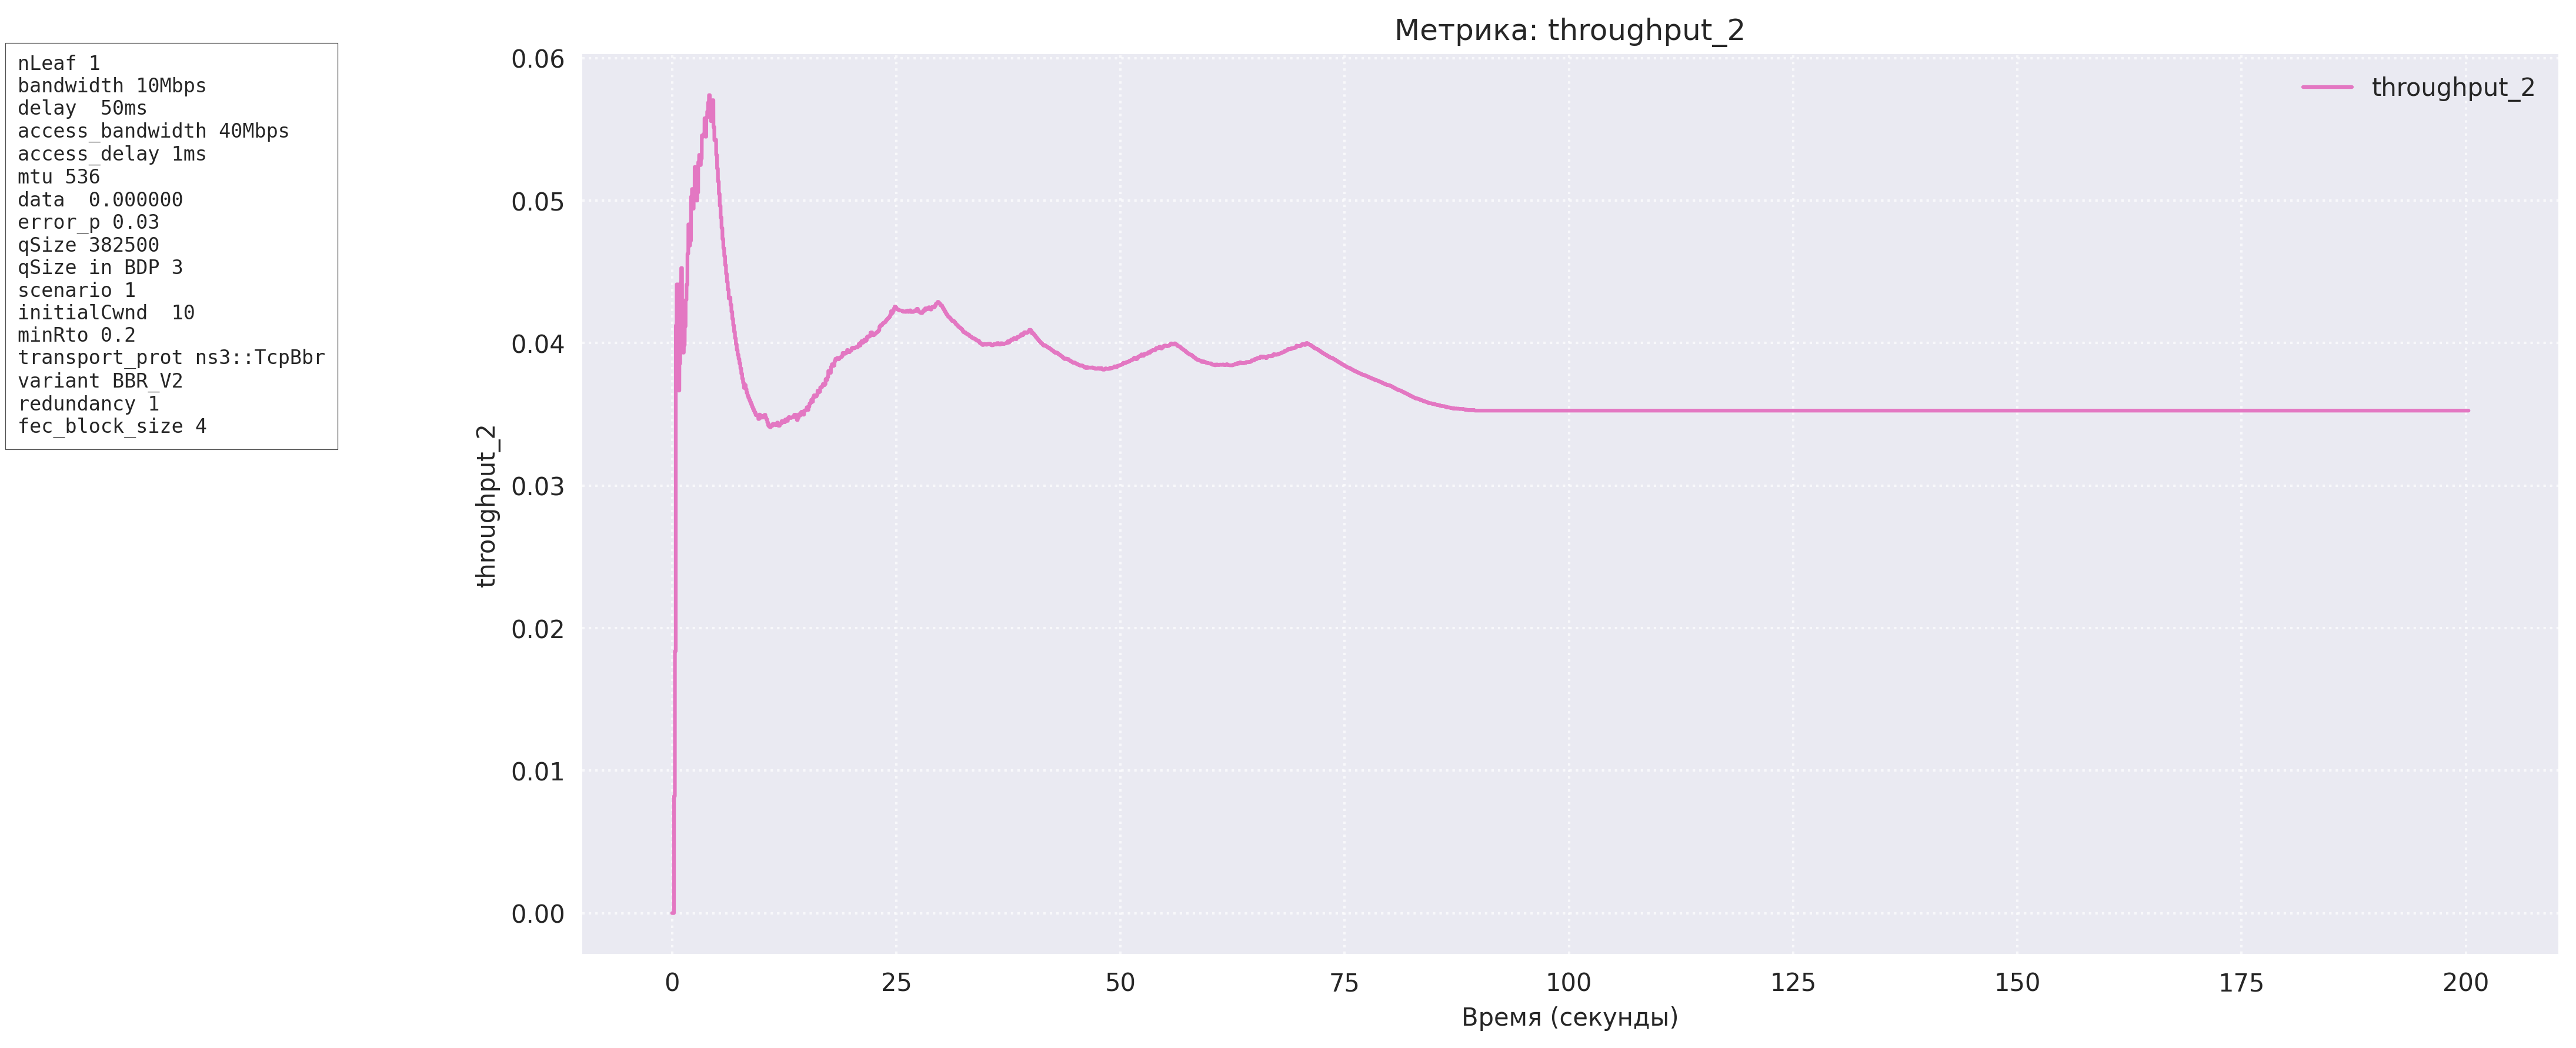 Метрика: throughput_2
nLeaf 1
bandwidth 10Mbps
delay  50ms
access_bandwidth 40Mbps
access_delay 1ms
mtu 536
data  0.000000
error_p 0.03
qSize 382500
qSize in BDP 3
scenario 1
initialCwnd  10
minRto 0.2
transport_prot ns3::TcpBbr
variant BBR_V2
redundancy 1
fec_block_size 4
throughput_2
throughput_2
0.06
0.05
0.04
0.03
0.02
0.01
0.00
0 25 50 75 100 125 150 175 200
Время (секунды)